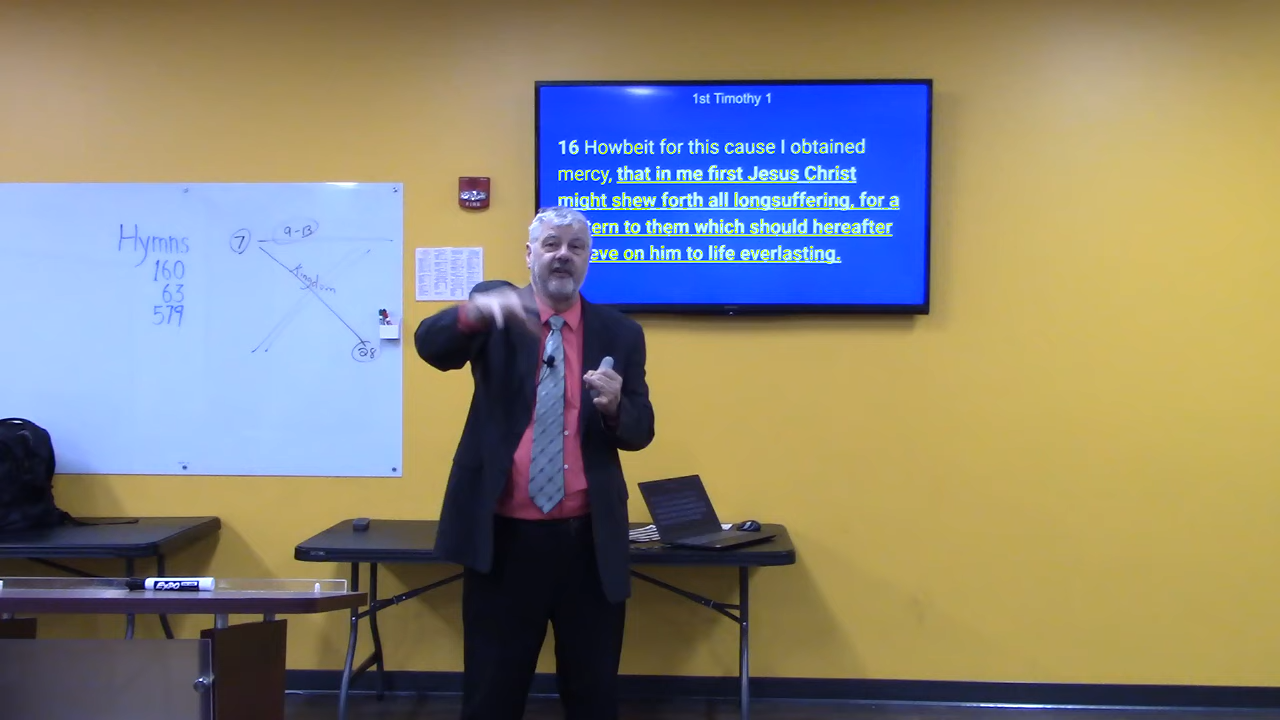 Hymns
160
63
579
7
9-13
Kingdom
28
FIRE
1st Timothy 1
16 Howbeit for this cause I obtained
mercy, that in me first Jesus Christ
might shew forth all longsuffering, for a
tern to them which should hereafter
eve on him to life everlasting.
EXPO